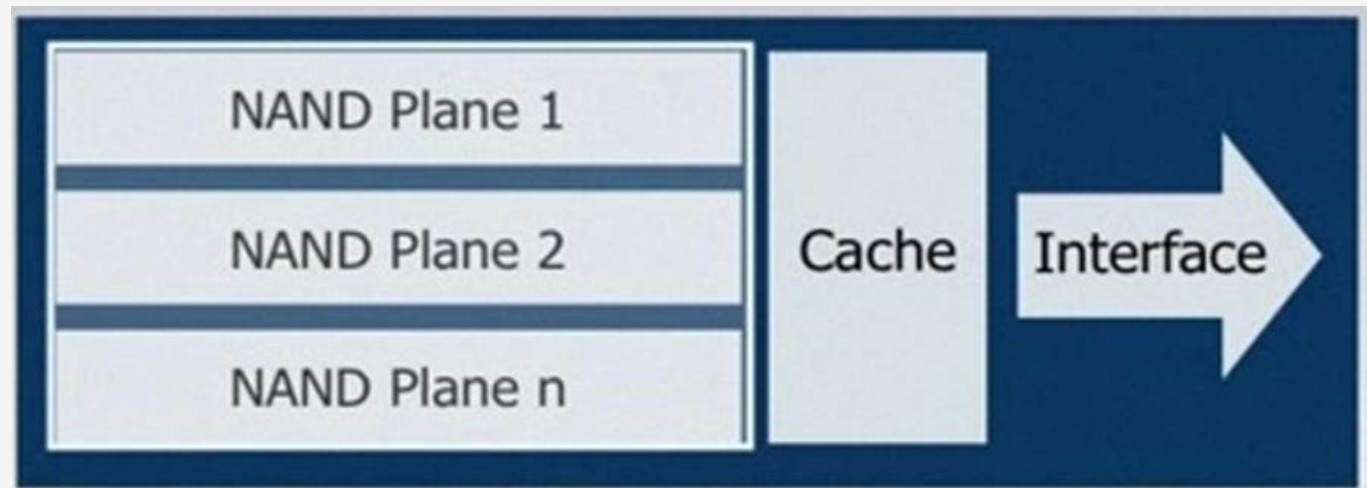 NAND Plane 1
NAND Plane 2
NAND Plane n
Cache
Interface